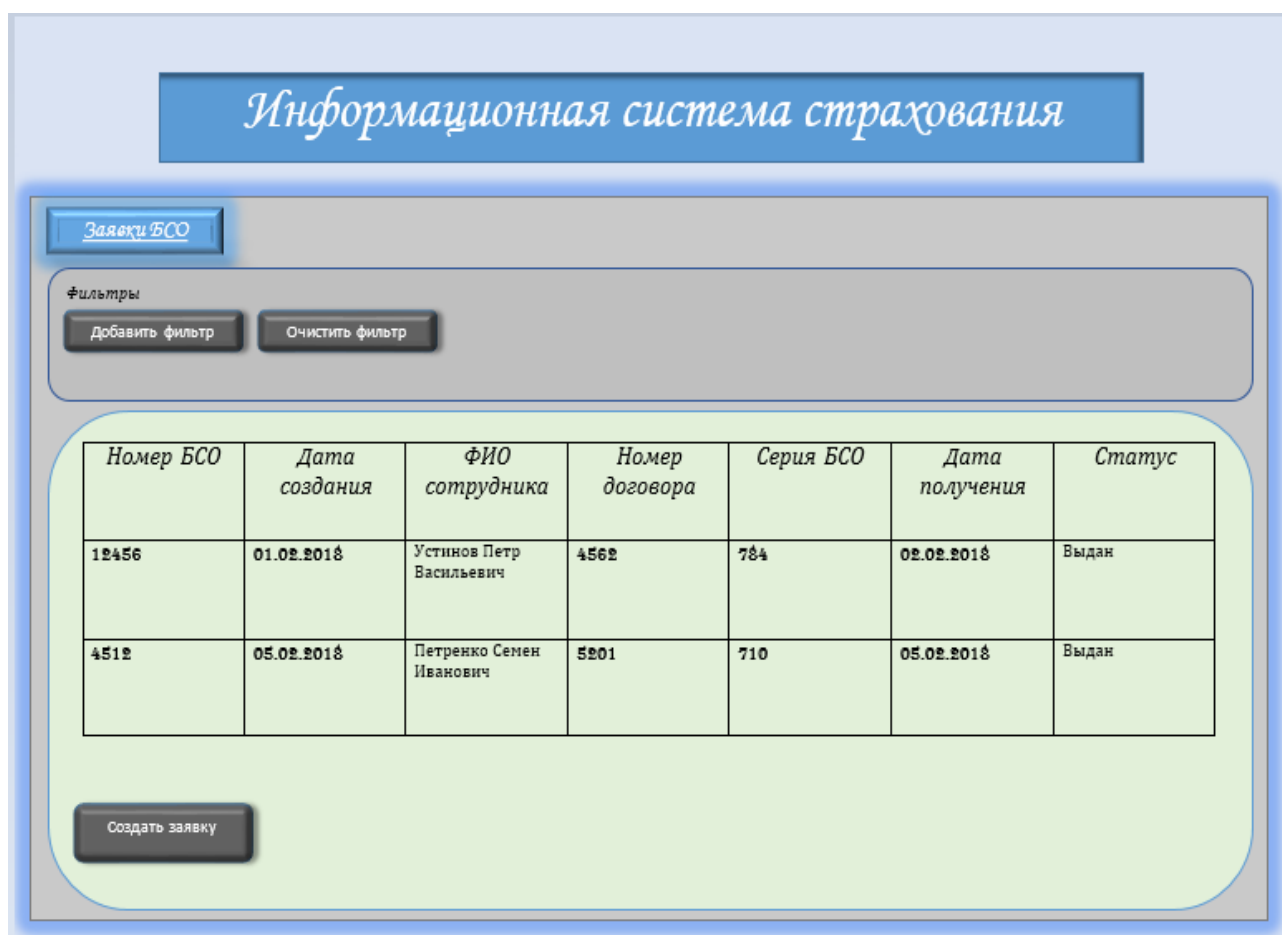 Информационная система страхования
Заявки БСО
Фильтры
Добавить фильтр Очистить фильтр
Номер БСО Дата ФИО Номер Серия БСО Дата Статус
создания сотрудника договора получения
12456 01.02.2018 Устинов Петр 4562 784 02.02.2018 Выдан
Васильевич
4512 05.02.2018 Петренко Семен 5201 710 05.02.2018 Выдан
Иванович
Создать заявку